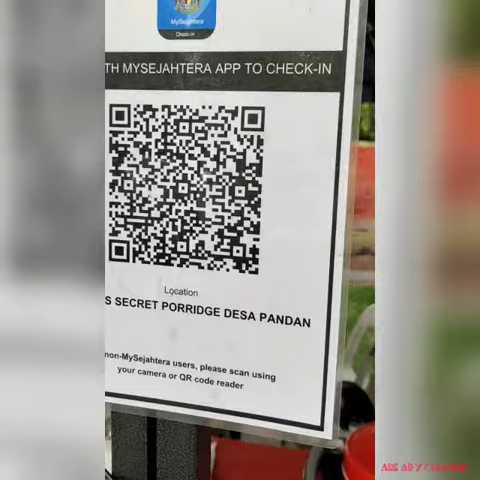 MySejahtera
Check-in
TH MYSEJAHTERA APP TO CHECK-IN
Location
S SECRET PORRIDGE DESA PANDAN
non-MySejahtera users, please scan using
your camera or QR code reader